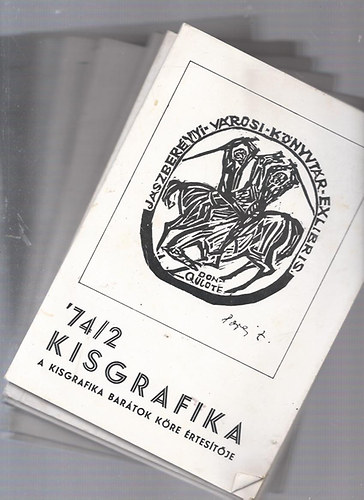 JÁSZBERÉNYI·VÁROSI·KÖNYVTÁR·EXLIBRIS
DON
QUIJOTE
'74/2
KISGRAFIKA
A KISGRAFIKA BARÁTOK KÖRE ÉRTESÍTŐJE